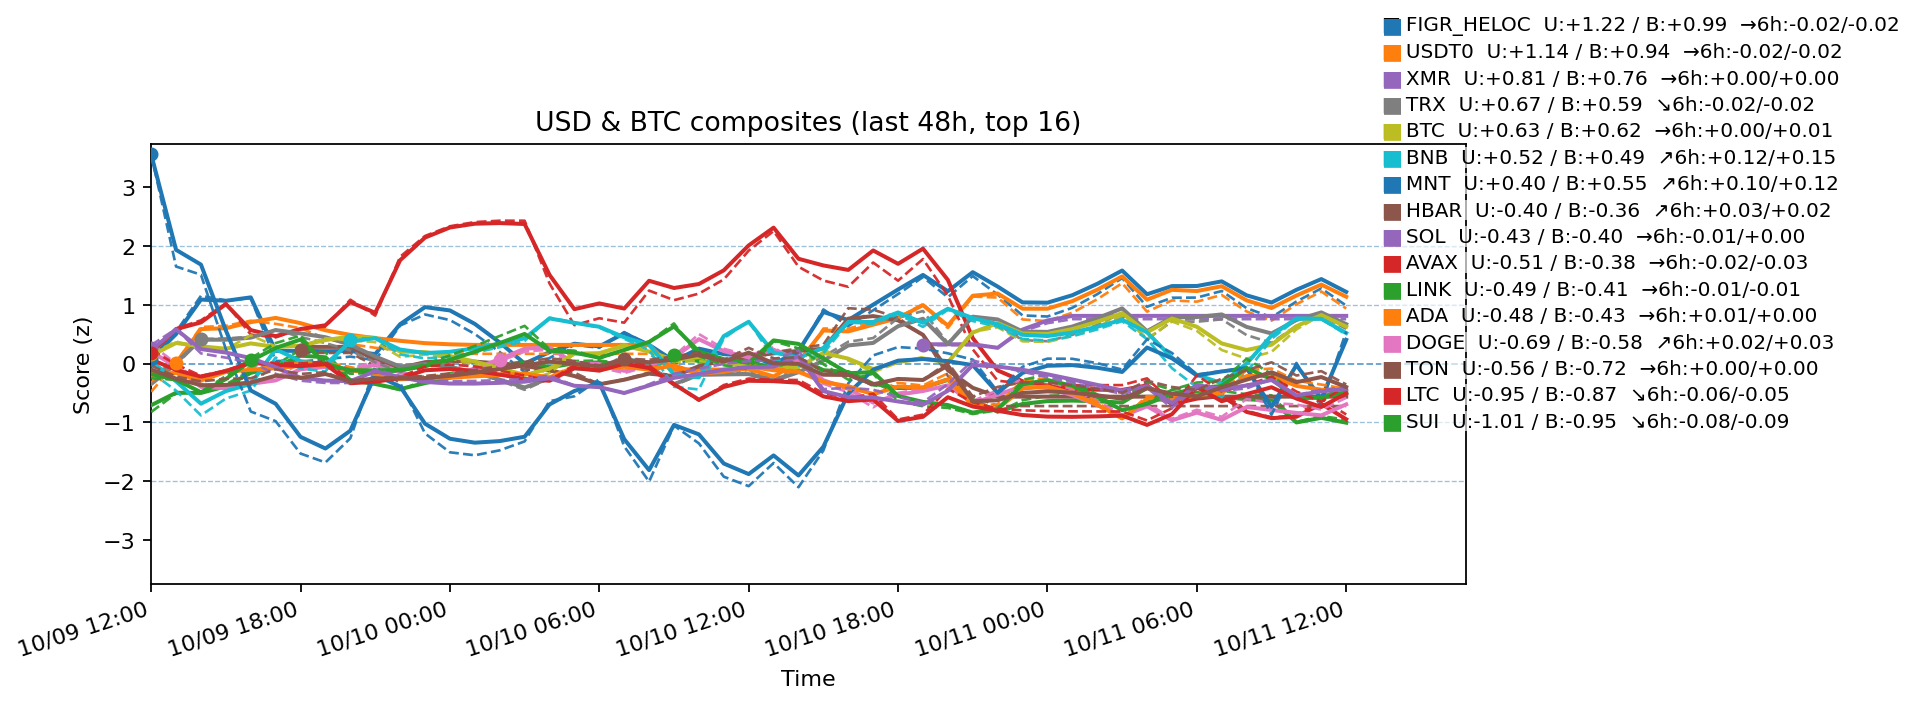 FIGR_HELOC U:+1.22 / B:+0.99 →6h:-0.02/-0.02
USDT0 U:+1.14 / B:+0.94 →6h:-0.02/-0.02
XMR U:+0.81 / B:+0.76 →6h:+0.00/+0.00
TRX U:+0.67 / B:+0.59 ↘6h:-0.02/-0.02
BTC U:+0.63 / B:+0.62 →6h:+0.00/+0.01
BNB U:+0.52 / B:+0.49 ↗6h:+0.12/+0.15
MNT U:+0.40 / B:+0.55 ↗6h:+0.10/+0.12
HBAR U:-0.40 / B:-0.36 ↗6h:+0.03/+0.02
SOL U:-0.43 / B:-0.40 →6h:-0.01/+0.00
AVAX U:-0.51 / B:-0.38 →6h:-0.02/-0.03
LINK U:-0.49 / B:-0.41 →6h:-0.01/-0.01
ADA U:-0.48 / B:-0.43 →6h:+0.01/+0.00
DOGE U:-0.69 / B:-0.58 ↗6h:+0.02/+0.03
TON U:-0.56 / B:-0.72 →6h:+0.00/+0.00
LTC U:-0.95 / B:-0.87 ↘6h:-0.06/-0.05
SUI U:-1.01 / B:-0.95 ↘6h:-0.08/-0.09
USD & BTC composites (last 48h, top 16)
Score (z)
3
2
1
0
−1
−2
−3
10/09 12:00
10/09 18:00
10/10 00:00
10/10 06:00
10/10 12:00
10/10 18:00
10/11 00:00
10/11 06:00
10/11 12:00
Time